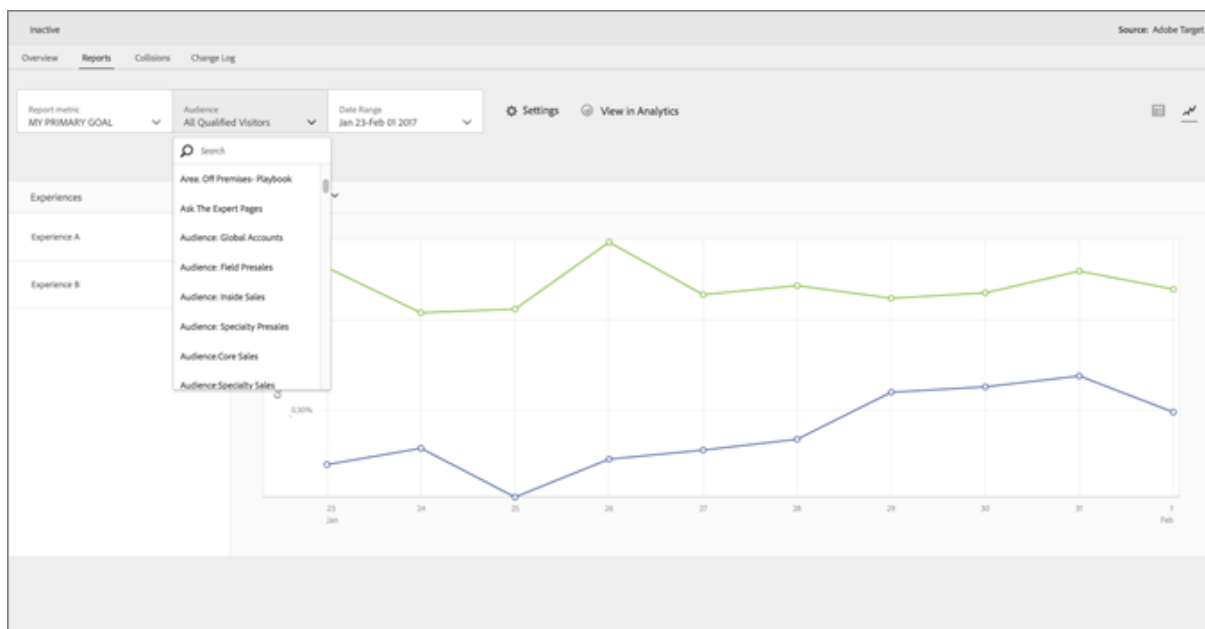 Inactive
Source: Adobe Target
Overview Reports Collisions Change Log
Report metric
MY PRIMARY GOAL
Audience
All Qualified Visitors
Date Range
Jan 23-Feb 01 2017
Settings
View in Analytics
Search
Area: Off Premises- Playbook
Ask The Expert Pages
Audience: Global Accounts
Audience: Field Presales
Audience: Inside Sales
Audience: Specialty Presales
Audience:Core Sales
Audience:Specialty Sales
Experiences
Experience A
Experience B
0.30%
23 24 25 26 27 28 29 30 31 1
Jan Feb